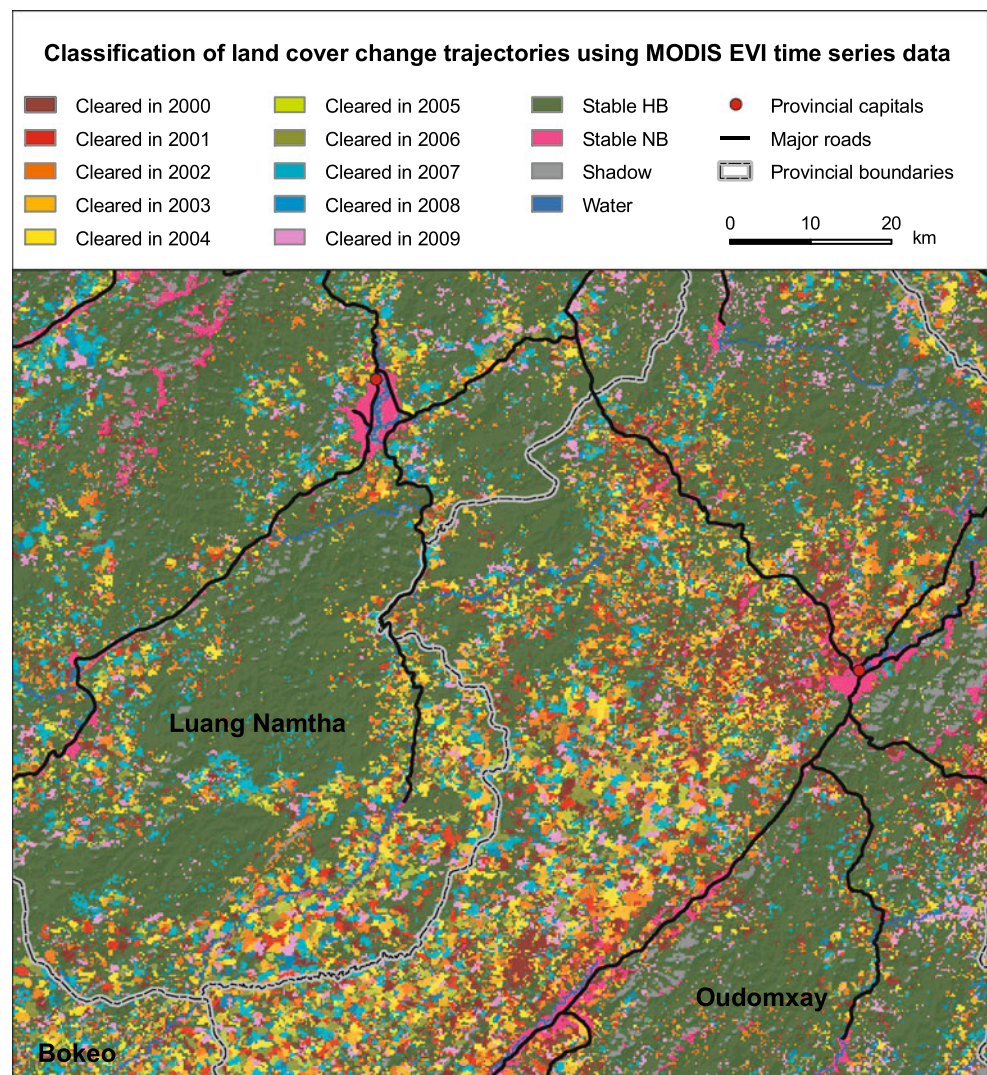 Classification of land cover change trajectories using MODIS EVI time series data
Cleared in 2000
Cleared in 2001
Cleared in 2002
Cleared in 2003
Cleared in 2004
Cleared in 2005
Cleared in 2006
Cleared in 2007
Cleared in 2008
Cleared in 2009
Stable HB
Stable NB
Shadow
Water
Provincial capitals
Major roads
Provincial boundaries
0 10 20
km
Luang Namtha
Oudomxay
Bokeo